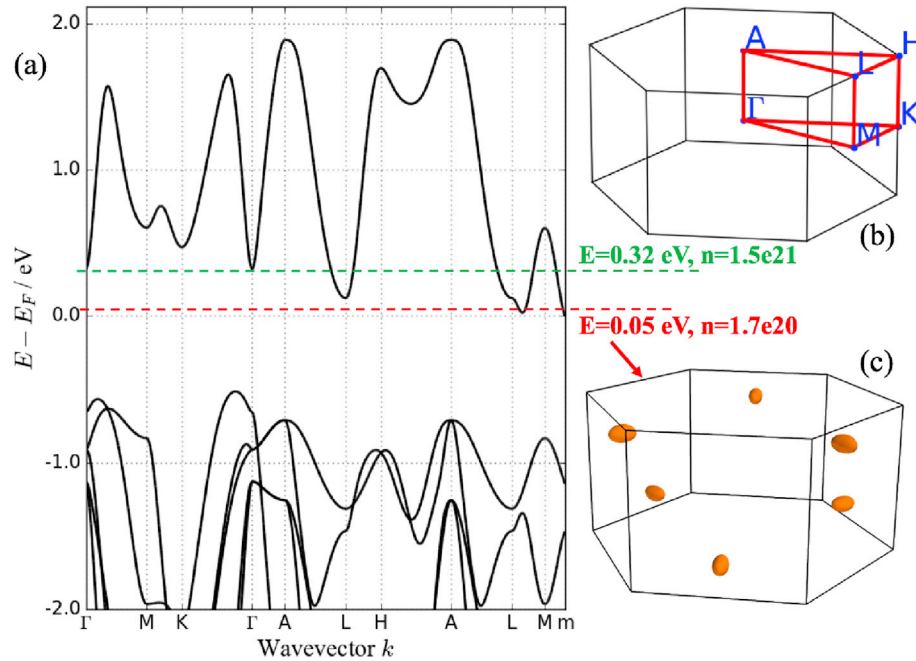 (a)
2.0
1.0
0.0
-1.0
-2.0
E − E_F / eV
Γ M K Γ A L H A L M m
Wavevector k
A
L
H
Γ
M
K
(b)
E=0.32 eV, n=1.5e21
E=0.05 eV, n=1.7e20
(c)